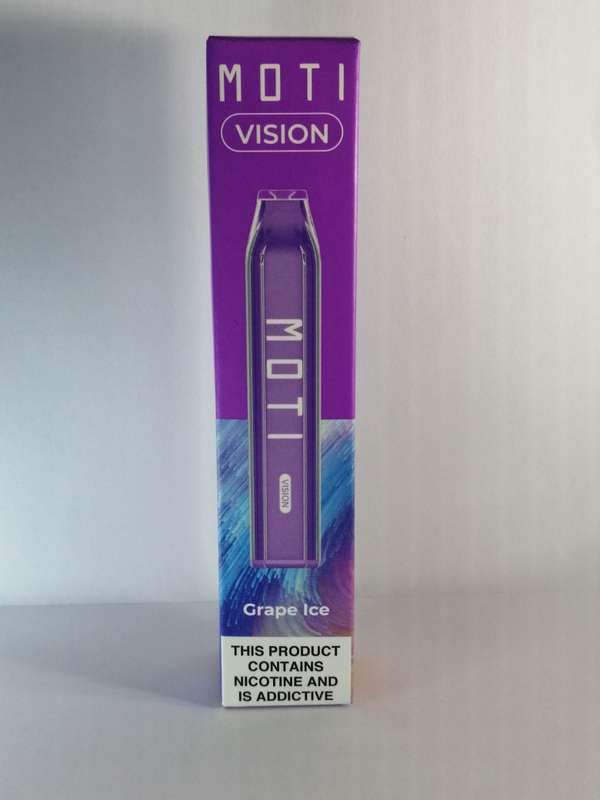 MOTI
VISION
MOTI
VISION
Grape Ice
THIS PRODUCT
CONTAINS
NICOTINE AND
IS ADDICTIVE